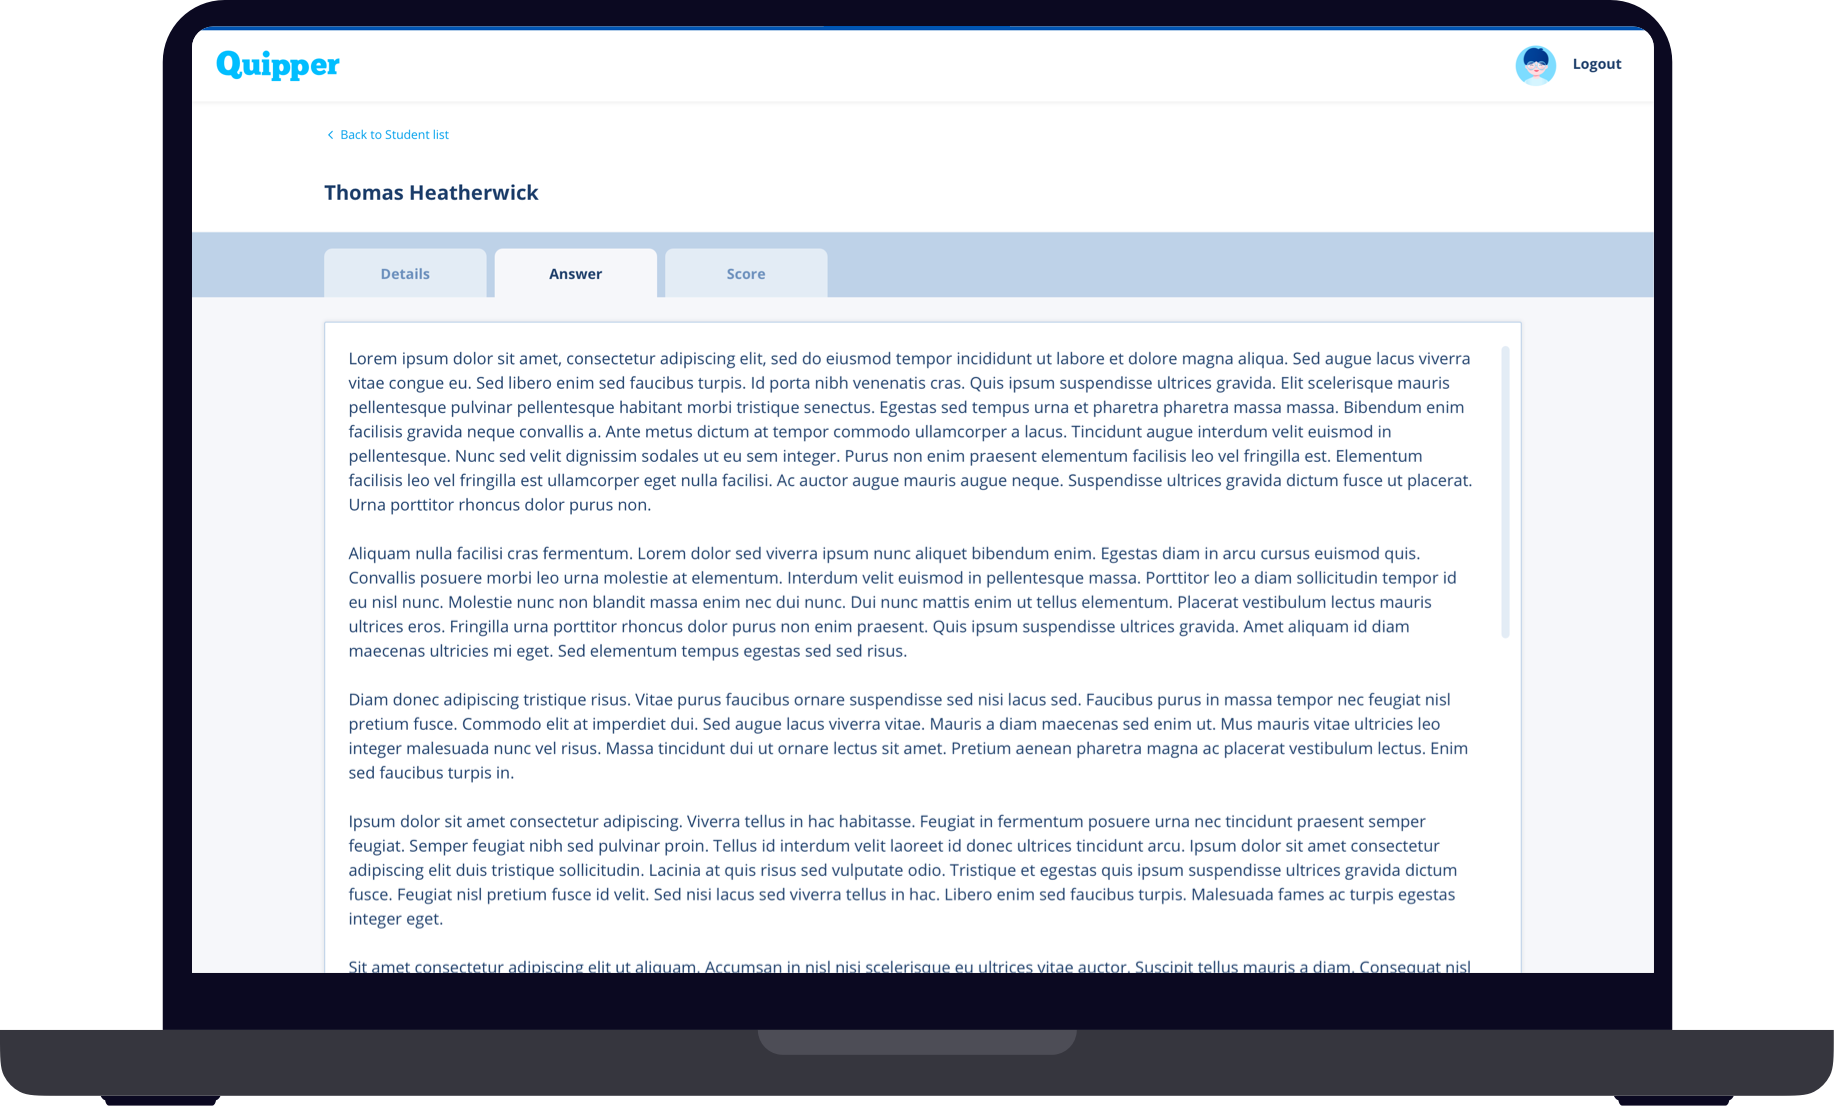 Quipper
Logout
Back to Student list
Thomas Heatherwick
Details
Answer
Score
Lorem ipsum dolor sit amet, consectetur adipiscing elit, sed do eiusmod tempor incididunt ut labore et dolore magna aliqua. Sed augue lacus viverra
vitae congue eu. Sed libero enim sed faucibus turpis. Id porta nibh venenatis cras. Quis ipsum suspendisse ultrices gravida. Elit scelerisque mauris
pellentesque pulvinar pellentesque habitant morbi tristique senectus. Egestas sed tempus urna et pharetra pharetra massa massa. Bibendum enim
facilisis gravida neque convallis a. Ante metus dictum at tempor commodo ullamcorper a lacus. Tincidunt augue interdum velit euismod in
pellentesque. Nunc sed velit dignissim sodales ut eu sem integer. Purus non enim praesent elementum facilisis leo vel fringilla est. Elementum
facilisis leo vel fringilla est ullamcorper eget nulla facilisi. Ac auctor augue mauris augue neque. Suspendisse ultrices gravida dictum fusce ut placerat.
Urna porttitor rhoncus dolor purus non.
Aliquam nulla facilisi cras fermentum. Lorem dolor sed viverra ipsum nunc aliquet bibendum enim. Egestas diam in arcu cursus euismod quis.
Convallis posuere morbi leo urna molestie at elementum. Interdum velit euismod in pellentesque massa. Porttitor leo a diam sollicitudin tempor id
eu nisl nunc. Molestie nunc non blandit massa enim nec dui nunc. Dui nunc mattis enim ut tellus elementum. Placerat vestibulum lectus mauris
ultrices eros. Fringilla urna porttitor rhoncus dolor purus non enim praesent. Quis ipsum suspendisse ultrices gravida. Amet aliquam id diam
maecenas ultricies mi eget. Sed elementum tempus egestas sed sed risus.
Diam donec adipiscing tristique risus. Vitae purus faucibus ornare suspendisse sed nisi lacus sed. Faucibus purus in massa tempor nec feugiat nisl
pretium fusce. Commodo elit at imperdiet dui. Sed augue lacus viverra vitae. Mauris a diam maecenas sed enim ut. Mus mauris vitae ultricies leo
integer malesuada nunc vel risus. Massa tincidunt dui ut ornare lectus sit amet. Pretium aenean pharetra magna ac placerat vestibulum lectus. Enim
sed faucibus turpis in.
Ipsum dolor sit amet consectetur adipiscing. Viverra tellus in hac habitasse. Feugiat in fermentum posuere urna nec tincidunt praesent semper
feugiat. Semper feugiat nibh sed pulvinar proin. Tellus id interdum velit laoreet id donec ultrices tincidunt arcu. Ipsum dolor sit amet consectetur
adipiscing elit duis tristique sollicitudin. Lacinia at quis risus sed vulputate odio. Tristique et egestas quis ipsum suspendisse ultrices gravida dictum
fusce. Feugiat nisl pretium fusce id velit. Sed nisi lacus sed viverra tellus in hac. Libero enim sed faucibus turpis. Malesuada fames ac turpis egestas
integer eget.
Sit amet consectetur adipiscing elit ut aliquam. Accumsan in nisl nisi scelerisque eu ultrices vitae auctor. Suscipit tellus mauris a diam. Consequat nisl